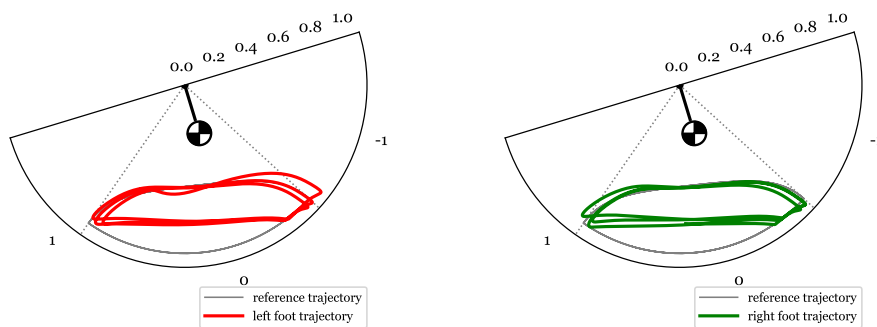 0.0 0.2 0.4 0.6 0.8 1.0
-1
1
0
reference trajectory
left foot trajectory
0.0 0.2 0.4 0.6 0.8 1.0
-
1
0
reference trajectory
right foot trajectory